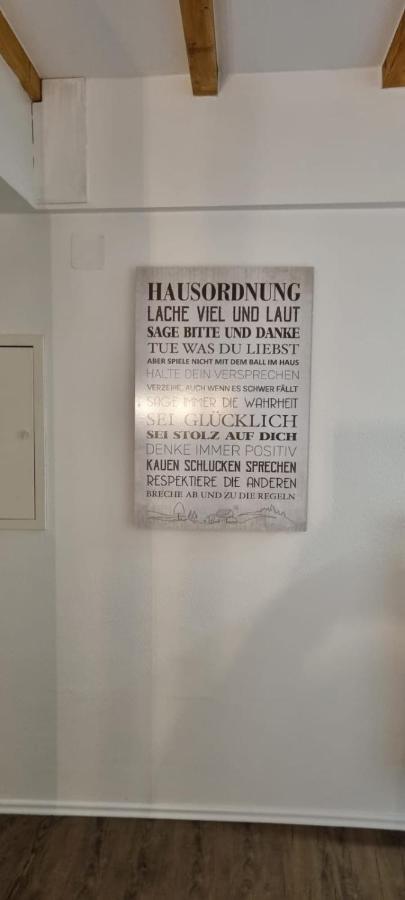 HAUSORDNUNG
LACHE VIEL UND LAUT
SAGE BITTE UND DANKE
TUE WAS DU LIEBST
ABER SPIELE NICHT MIT DEM BALL IM HAUS
HALTE DEIN VERSPRECHEN
VERZEIHE, AUCH WENN ES SCHWER FÄLLT
SAGE IMMER DIE WAHRHEIT
SEI GLÜCKLICH
SEI STOLZ AUF DICH
DENKE IMMER POSITIV
KAUEN SCHLUCKEN SPRECHEN
RESPEKTIERE DIE ANDEREN
BRECHE AB UND ZU DIE REGELN